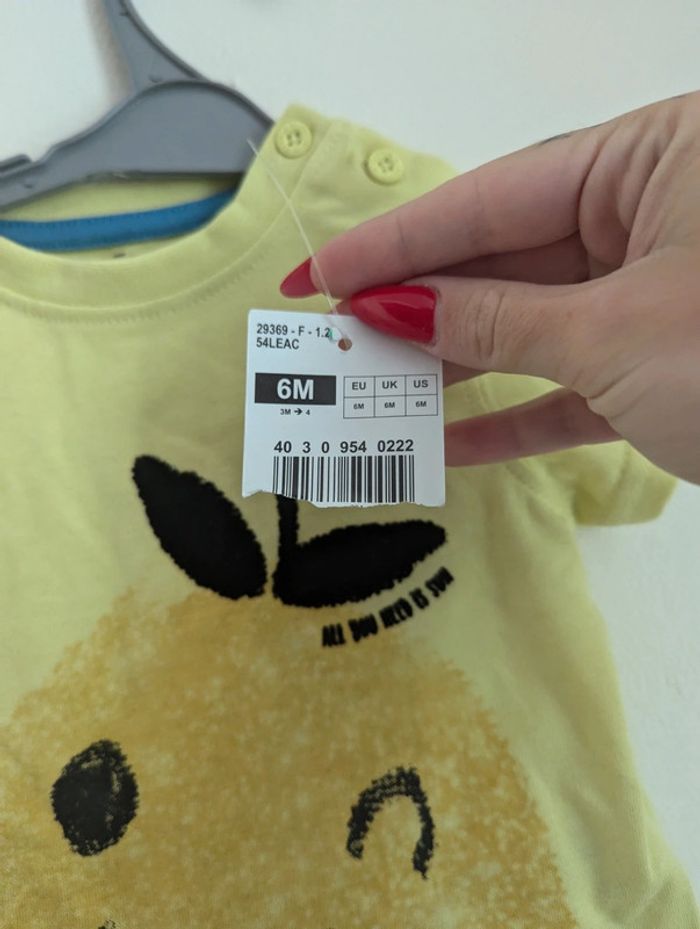 29369 - F - 1.2
54LEAC
6M
EU UK US
3M → 4
6M 6M 6M
40 3 0 954 0222
ALL YOU NEED IS SUN